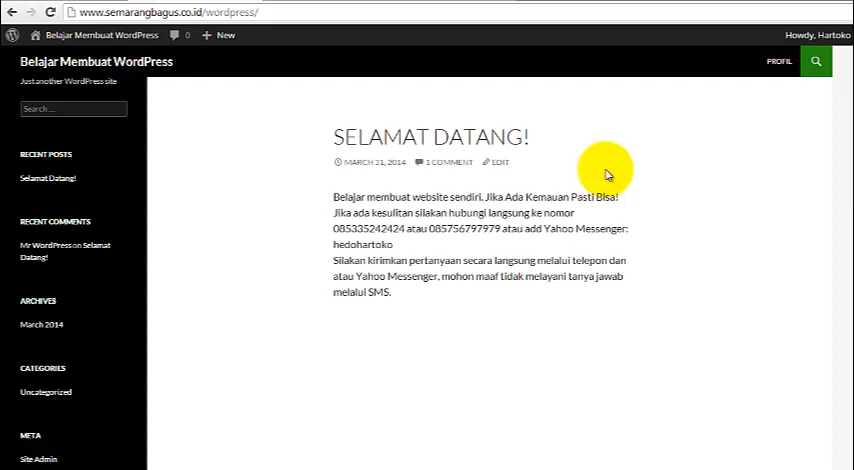 www.semarangbagus.co.id/wordpress/
Belajar Membuat WordPress 0 New Howdy, Hartoko
Belajar Membuat WordPress PROFIL
Just another WordPress site
Search ...
RECENT POSTS
Selamat Datang!
RECENT COMMENTS
Mr WordPress on Selamat
Datang!
ARCHIVES
March 2014
CATEGORIES
Uncategorized
META
Site Admin
SELAMAT DATANG!
MARCH 31, 2014 1 COMMENT EDIT
Belajar membuat website sendiri. Jika Ada Kemauan Pasti Bisa!
Jika ada kesulitan silakan hubungi langsung ke nomor
085335242424 atau 085756797979 atau add Yahoo Messenger:
hedohartoko
Silakan kirimkan pertanyaan secara langsung melalui telepon dan
atau Yahoo Messenger, mohon maaf tidak melayani tanya jawab
melalui SMS.